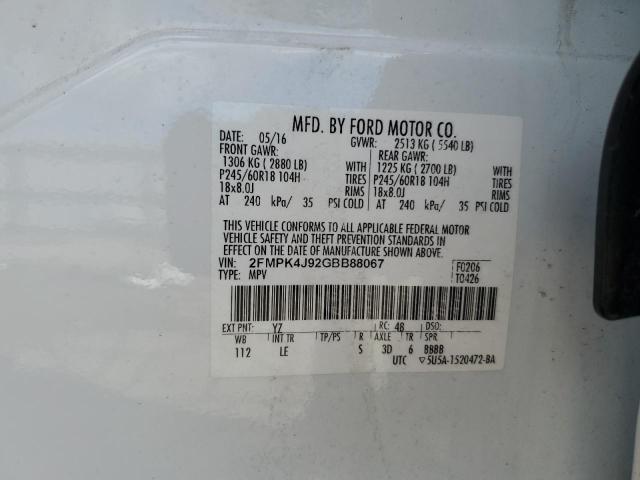 MFD. BY FORD MOTOR CO.
DATE: 05/16 GVWR: 2513 KG ( 5540 LB)
FRONT GAWR: REAR GAWR:
1306 KG ( 2880 LB) WITH 1225 KG ( 2700 LB) WITH
P245/60R18 104H TIRES P245/60R18 104H TIRES
18x8.0J RIMS 18x8.0J RIMS
AT 240 kPa/ 35 PSI COLD AT 240 kPa/ 35 PSI COLD
THIS VEHICLE CONFORMS TO ALL APPLICABLE FEDERAL MOTOR
VEHICLE SAFETY AND THEFT PREVENTION STANDARDS IN
EFFECT ON THE DATE OF MANUFACTURE SHOWN ABOVE.
VIN: 2FMPK4J92GBB88067 F0206
TYPE: MPV T0426
EXT PNT: YZ RC: 48 DSO:
WB INT TR TP/PS R AXLE TR SPR
112 LE S 3D 6 BBBB
UTC ▽5U5A-1520472-BA